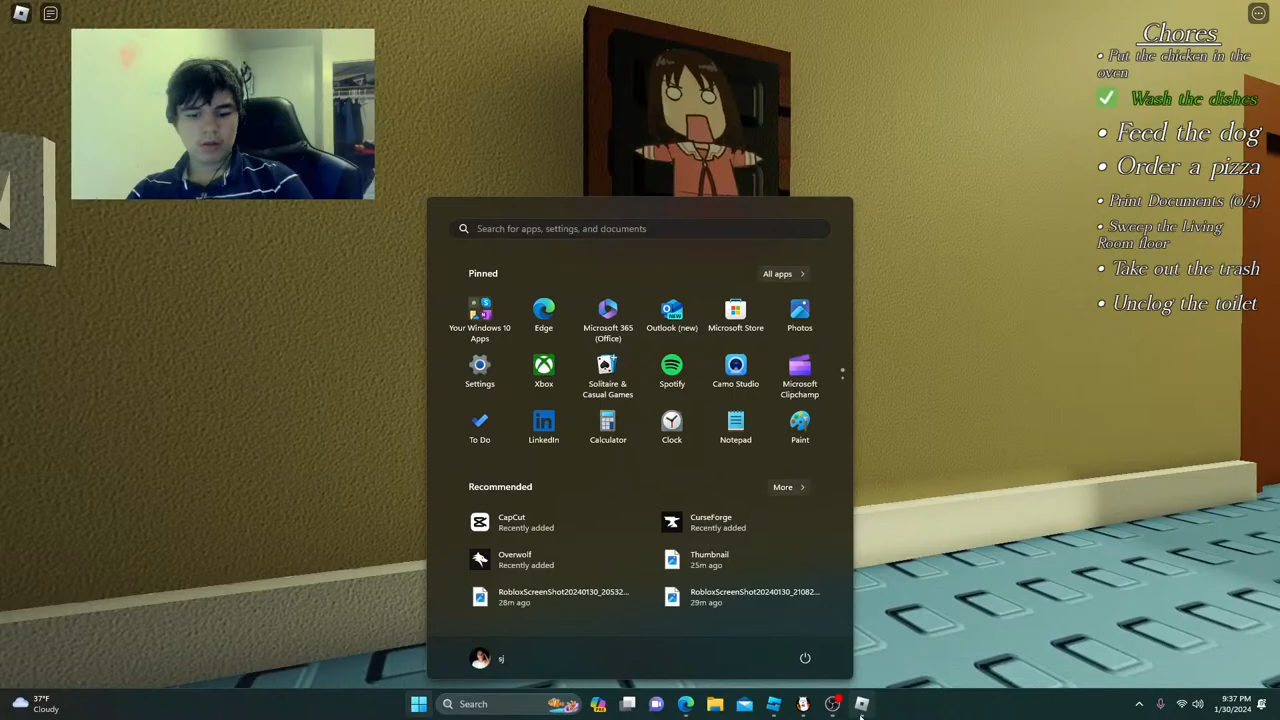 Chores
• Put the chicken in the
oven
Wash the dishes
• Feed the dog
• Order a pizza
• Print Documents (0/5)
• Sweep the Living
Room floor
• Take out the trash
• Unclog the toilet
Search for apps, settings, and documents
Pinned
All apps
Your Windows 10
Apps
Edge
Microsoft 365
(Office)
Outlook (new)
Microsoft Store
Photos
Settings
Xbox
Solitaire &
Casual Games
Spotify
Camo Studio
Microsoft
Clipchamp
To Do
LinkedIn
Calculator
Clock
Notepad
Paint
Recommended
More
CapCut
Recently added
CurseForge
Recently added
Overwolf
Recently added
Thumbnail
25m ago
RobloxScreenShot20240130_20532...
28m ago
RobloxScreenShot20240130_21082...
29m ago
sj
37°F
Cloudy
Search
9:37 PM
1/30/2024